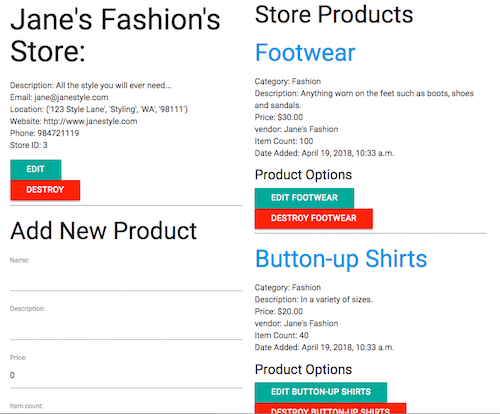 Jane's Fashion's
Store:
Description: All the style you will ever need...
Email: jane@janestyle.com
Location: ('123 Style Lane', 'Styling', 'WA', '98111')
Website: http://www.janestyle.com
Phone: 984721119
Store ID: 3
EDIT
DESTROY
Add New Product
Name:
Description:
Price:
0
Item count:
Store Products
Footwear
Category: Fashion
Description: Anything worn on the feet such as boots, shoes
and sandals.
Price: $30.00
vendor: Jane's Fashion
Item Count: 100
Date Added: April 19, 2018, 10:33 a.m.
Product Options
EDIT FOOTWEAR
DESTROY FOOTWEAR
Button-up Shirts
Category: Fashion
Description: In a variety of sizes.
Price: $20.00
vendor: Jane's Fashion
Item Count: 40
Date Added: April 19, 2018, 10:33 a.m.
Product Options
EDIT BUTTON-UP SHIRTS
DESTROY BUTTON-UP SHIRTS